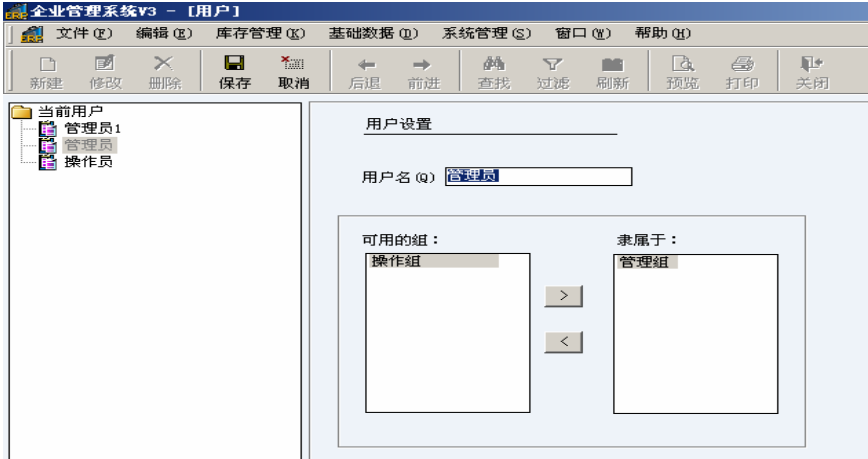 企业管理系统V3 - [用户]
文件(F) 编辑(E) 库存管理(K) 基础数据(D) 系统管理(S) 窗口(W) 帮助(H)
新建 修改 删除 保存 取消 后退 前进 查找 过滤 刷新 预览 打印 关闭
当前用户
管理员1
管理员
操作员
用户设置
用户名(Q) 管理员
可用的组： 隶属于：
操作组 管理组
>
<